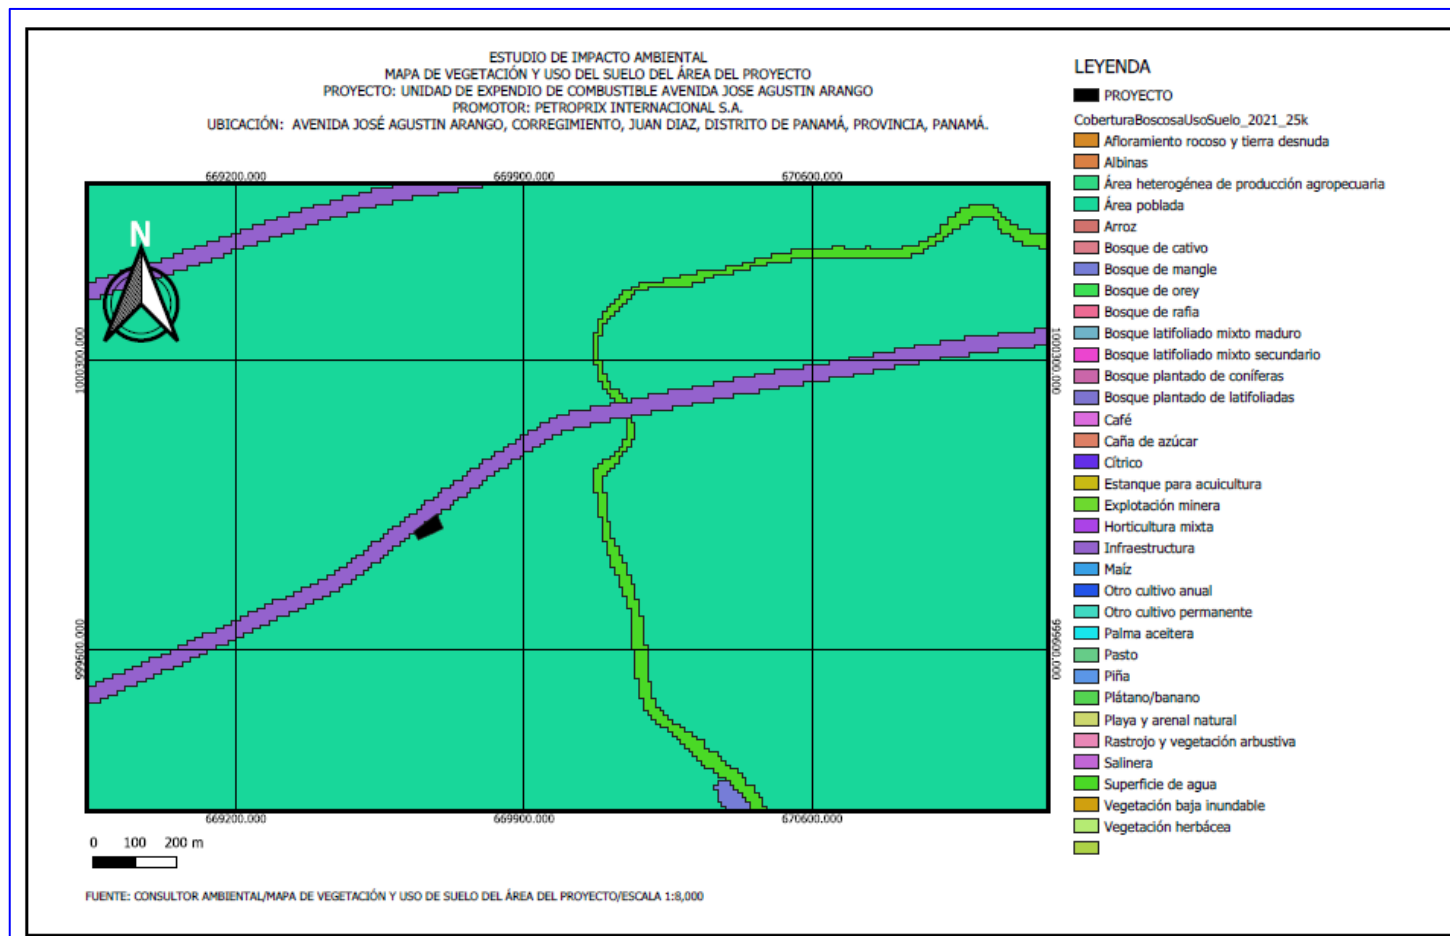 ESTUDIO DE IMPACTO AMBIENTAL
MAPA DE VEGETACIÓN Y USO DEL SUELO DEL ÁREA DEL PROYECTO
PROYECTO: UNIDAD DE EXPENDIO DE COMBUSTIBLE AVENIDA JOSE AGUSTIN ARANGO
PROMOTOR: PETROPRIX INTERNACIONAL S.A.
UBICACIÓN: AVENIDA JOSÉ AGUSTIN ARANGO, CORREGIMIENTO, JUAN DIAZ, DISTRITO DE PANAMÁ, PROVINCIA, PANAMÁ.
669200.000 669900.000 670600.000
N
1000300.000 1000300.000
999600.000 999600.000
669200.000 669900.000 670600.000
0 100 200 m
FUENTE: CONSULTOR AMBIENTAL/MAPA DE VEGETACIÓN Y USO DE SUELO DEL ÁREA DEL PROYECTO/ESCALA 1:8,000
LEYENDA
PROYECTO
CoberturaBoscosaUsoSuelo_2021_25k
Afloramiento rocoso y tierra desnuda
Albinas
Área heterogénea de producción agropecuaria
Área poblada
Arroz
Bosque de cativo
Bosque de mangle
Bosque de orey
Bosque de rafia
Bosque latifoliado mixto maduro
Bosque latifoliado mixto secundario
Bosque plantado de coníferas
Bosque plantado de latifoliadas
Café
Caña de azúcar
Cítrico
Estanque para acuicultura
Explotación minera
Horticultura mixta
Infraestructura
Maíz
Otro cultivo anual
Otro cultivo permanente
Palma aceitera
Pasto
Piña
Plátano/banano
Playa y arenal natural
Rastrojo y vegetación arbustiva
Salinera
Superficie de agua
Vegetación baja inundable
Vegetación herbácea